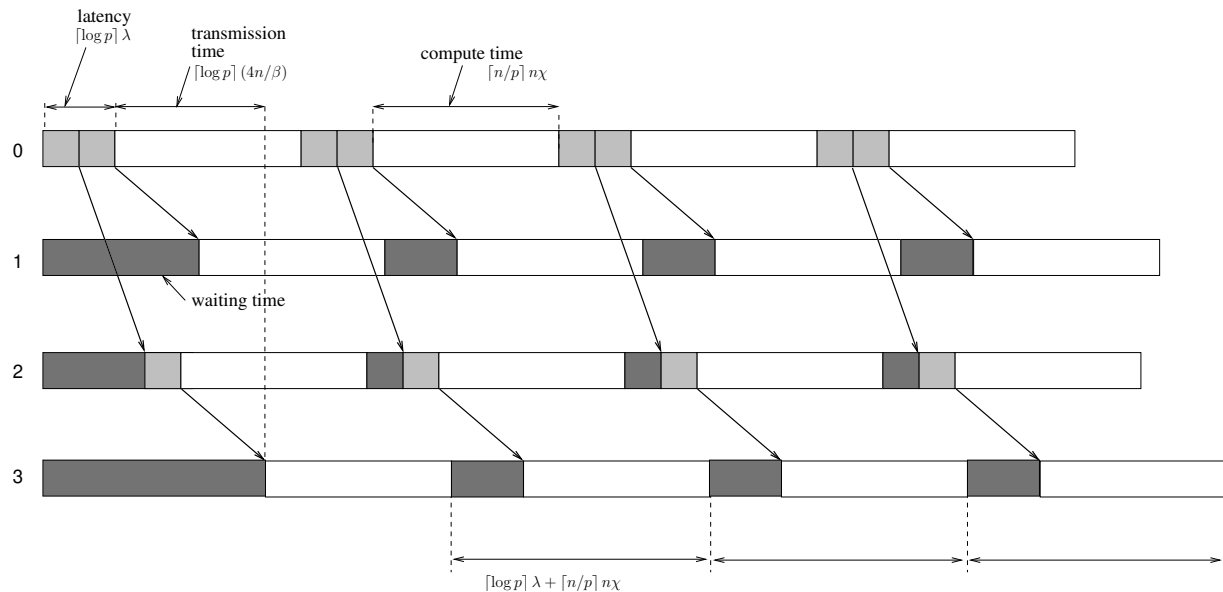 latency
⌈log p⌉ λ
transmission
time
⌈log p⌉ (4n/β)
compute time
⌈n/p⌉ nχ
0
1
waiting time
2
3
⌈log p⌉ λ + ⌈n/p⌉ nχ